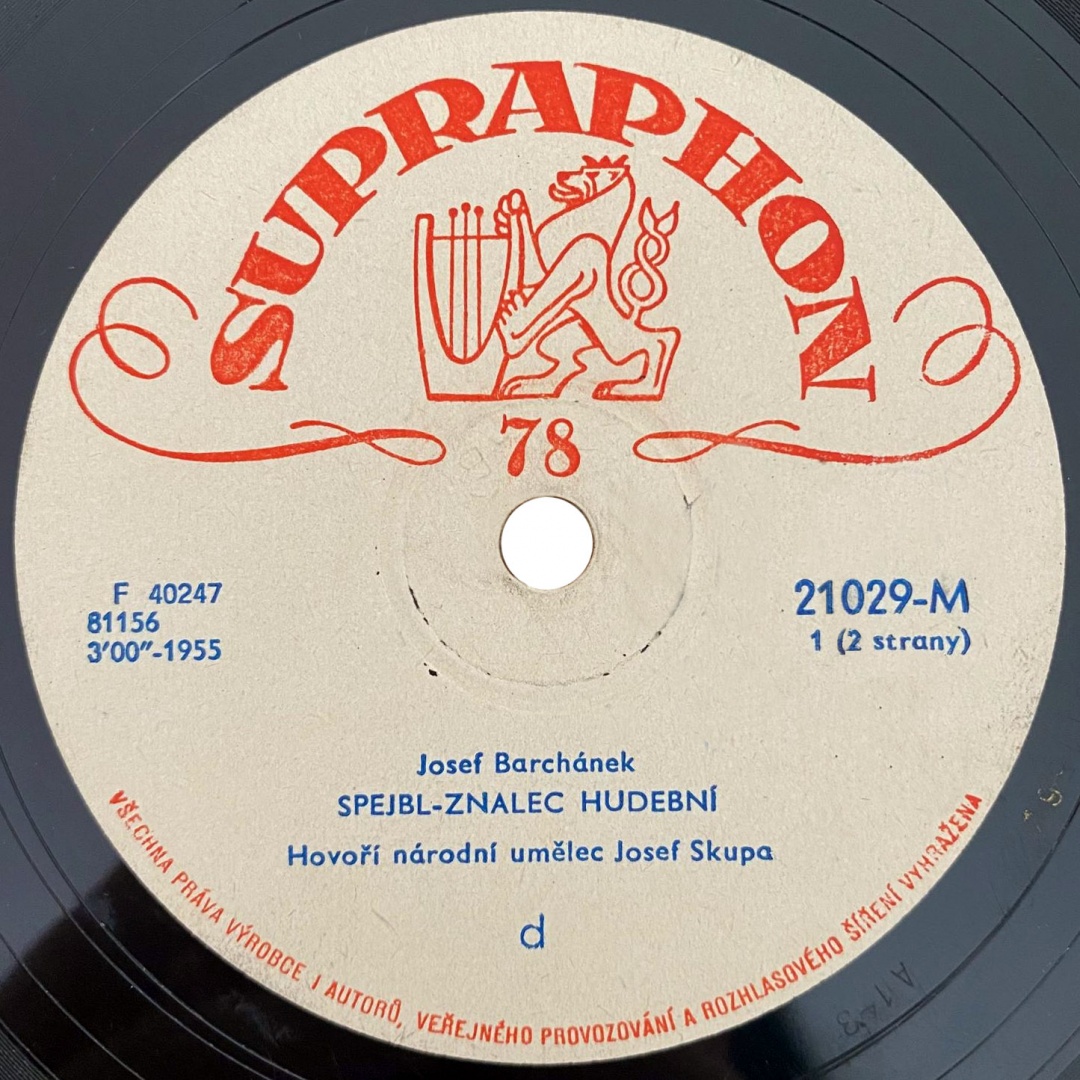 SUPRAPHON
78
F 40247
81156
3'00"-1955
21029-M
1 (2 strany)
Josef Barchánek
SPEJBL-ZNALEC HUDEBNÍ
Hovoří národní umělec Josef Skupa
d
VŠECHNA PRÁVA VÝROBCE I AUTORŮ, VEŘEJNÉHO PROVOZOVÁNÍ A ROZHLASOVÉHO ŠÍŘENÍ VYHRAŽENA